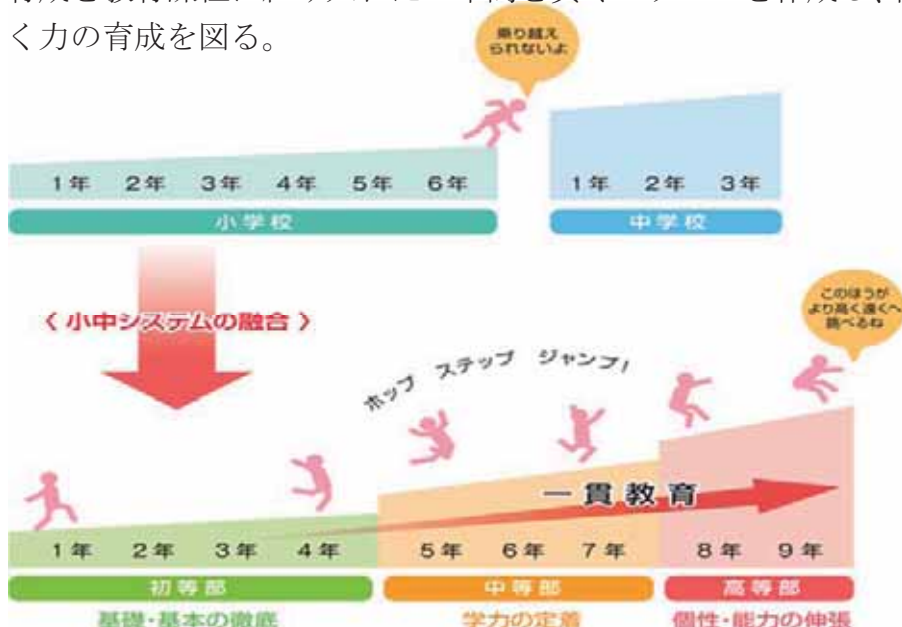 く力の育成を図る。
乗り越え
られないよ
1年 2年 3年 4年 5年 6年 1年 2年 3年
小学校 中学校
〈 小中システムの融合 〉
このほうが
より高く遠くへ
跳べるね
ホップ ステップ ジャンプ!
一貫教育
1年 2年 3年 4年 5年 6年 7年 8年 9年
初等部 中等部 高等部
基礎・基本の徹底 学力の定着 個性・能力の伸張